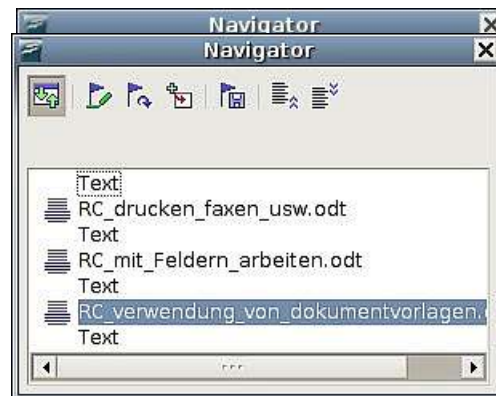 Navigator
Navigator
Text
RC_drucken_faxen_usw.odt
Text
RC_mit_Feldern_arbeiten.odt
Text
RC_verwendung_von_dokumentvorlagen.
Text